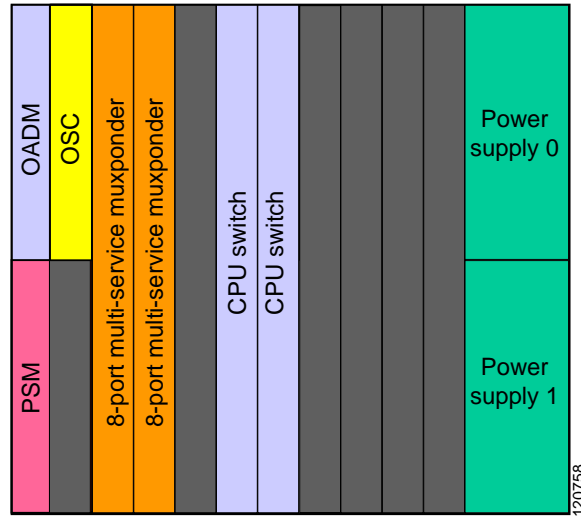 OADM
OSC
8-port multi-service muxponder
8-port multi-service muxponder
CPU switch
CPU switch
Power
supply 0
PSM
Power
supply 1
120758